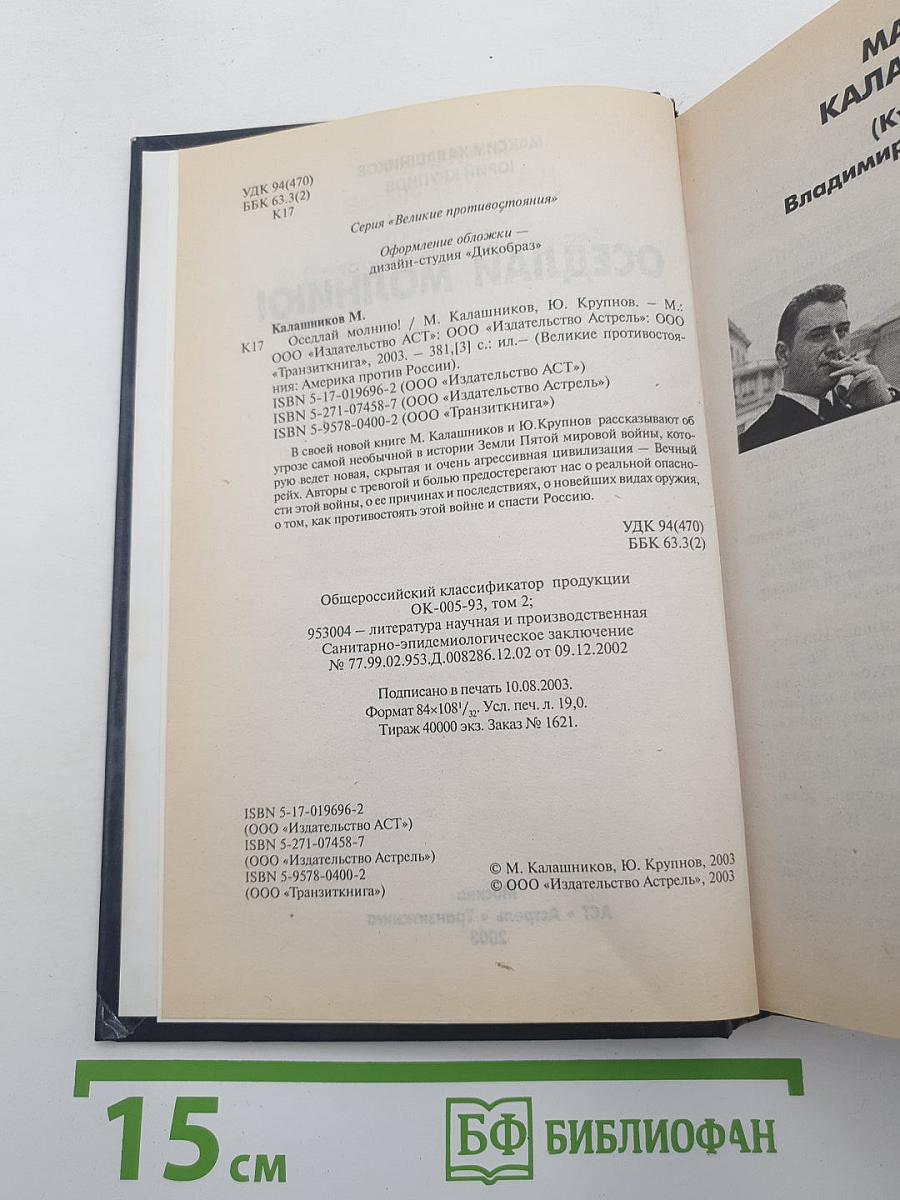 УДК 94(470)
ББК 63.3(2)
К17
Серия «Великие противостояния»
Оформление обложки —
дизайн-студия «Дикобраз»
Калашников М.
К17 Оседлай молнию! / М. Калашников, Ю. Крупнов. — М.:
ООО «Издательство АСТ»: ООО «Издательство Астрель»: ООО
«Транзиткнига», 2003. — 381,[3] с.: ил.— (Великие противостоя-
ния: Америка против России).
ISBN 5-17-019696-2 (ООО «Издательство АСТ»)
ISBN 5-271-07458-7 (ООО «Издательство Астрель»)
ISBN 5-9578-0400-2 (ООО «Транзиткнига»)
В своей новой книге М. Калашников и Ю.Крупнов рассказывают об
угрозе самой необычной в истории Земли Пятой мировой войны, кото-
рую ведет новая, скрытая и очень агрессивная цивилизация — Вечный
рейх. Авторы с тревогой и болью предостерегают нас о реальной опасно-
сти этой войны, о ее причинах и последствиях, о новейших видах оружия,
о том, как противостоять этой войне и спасти Россию.
УДК 94(470)
ББК 63.3(2)
Общероссийский классификатор продукции
ОК-005-93, том 2;
953004 — литература научная и производственная
Санитарно-эпидемиологическое заключение
№ 77.99.02.953.Д.008286.12.02 от 09.12.2002
Подписано в печать 10.08.2003.
Формат 84×108¹/₃₂. Усл. печ. л. 19,0.
Тираж 40000 экз. Заказ № 1621.
ISBN 5-17-019696-2
(ООО «Издательство АСТ»)
ISBN 5-271-07458-7
(ООО «Издательство Астрель»)
ISBN 5-9578-0400-2
(ООО «Транзиткнига»)
© М. Калашников, Ю. Крупнов, 2003
© ООО «Издательство Астрель», 2003
МА
КАЛА
(К
Владимир
15 см
БФ БИБЛИОФАН